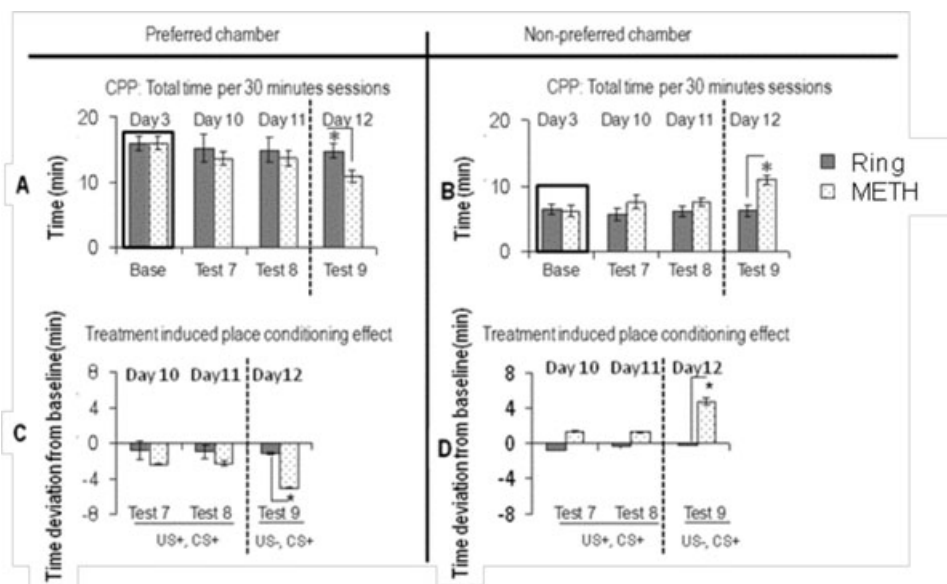 Preferred chamber
Non-preferred chamber
CPP: Total time per 30 minutes sessions
20
10
0
Time (min)
A
Day 3
Day 10
Day 11
Day 12
*
Base
Test 7
Test 8
Test 9
CPP: Total time per 30 minutes sessions
20
10
0
Time (min)
B
Day 3
Day 10
Day 11
Day 12
*
Base
Test 7
Test 8
Test 9
Ring
METH
Treatment induced place conditioning effect
8
4
0
-4
-8
Time deviation from baseline(min)
C
Day 10
Day11
Day12
*
Test 7
Test 8
Test 9
US+, CS+
US-, CS+
Treatment induced place conditioning effect
8
4
0
-4
-8
Time deviation from baseline(min)
D
Day 10
Day 11
Day12
*
Test 7
Test 8
Test 9
US+, CS+
US-, CS+